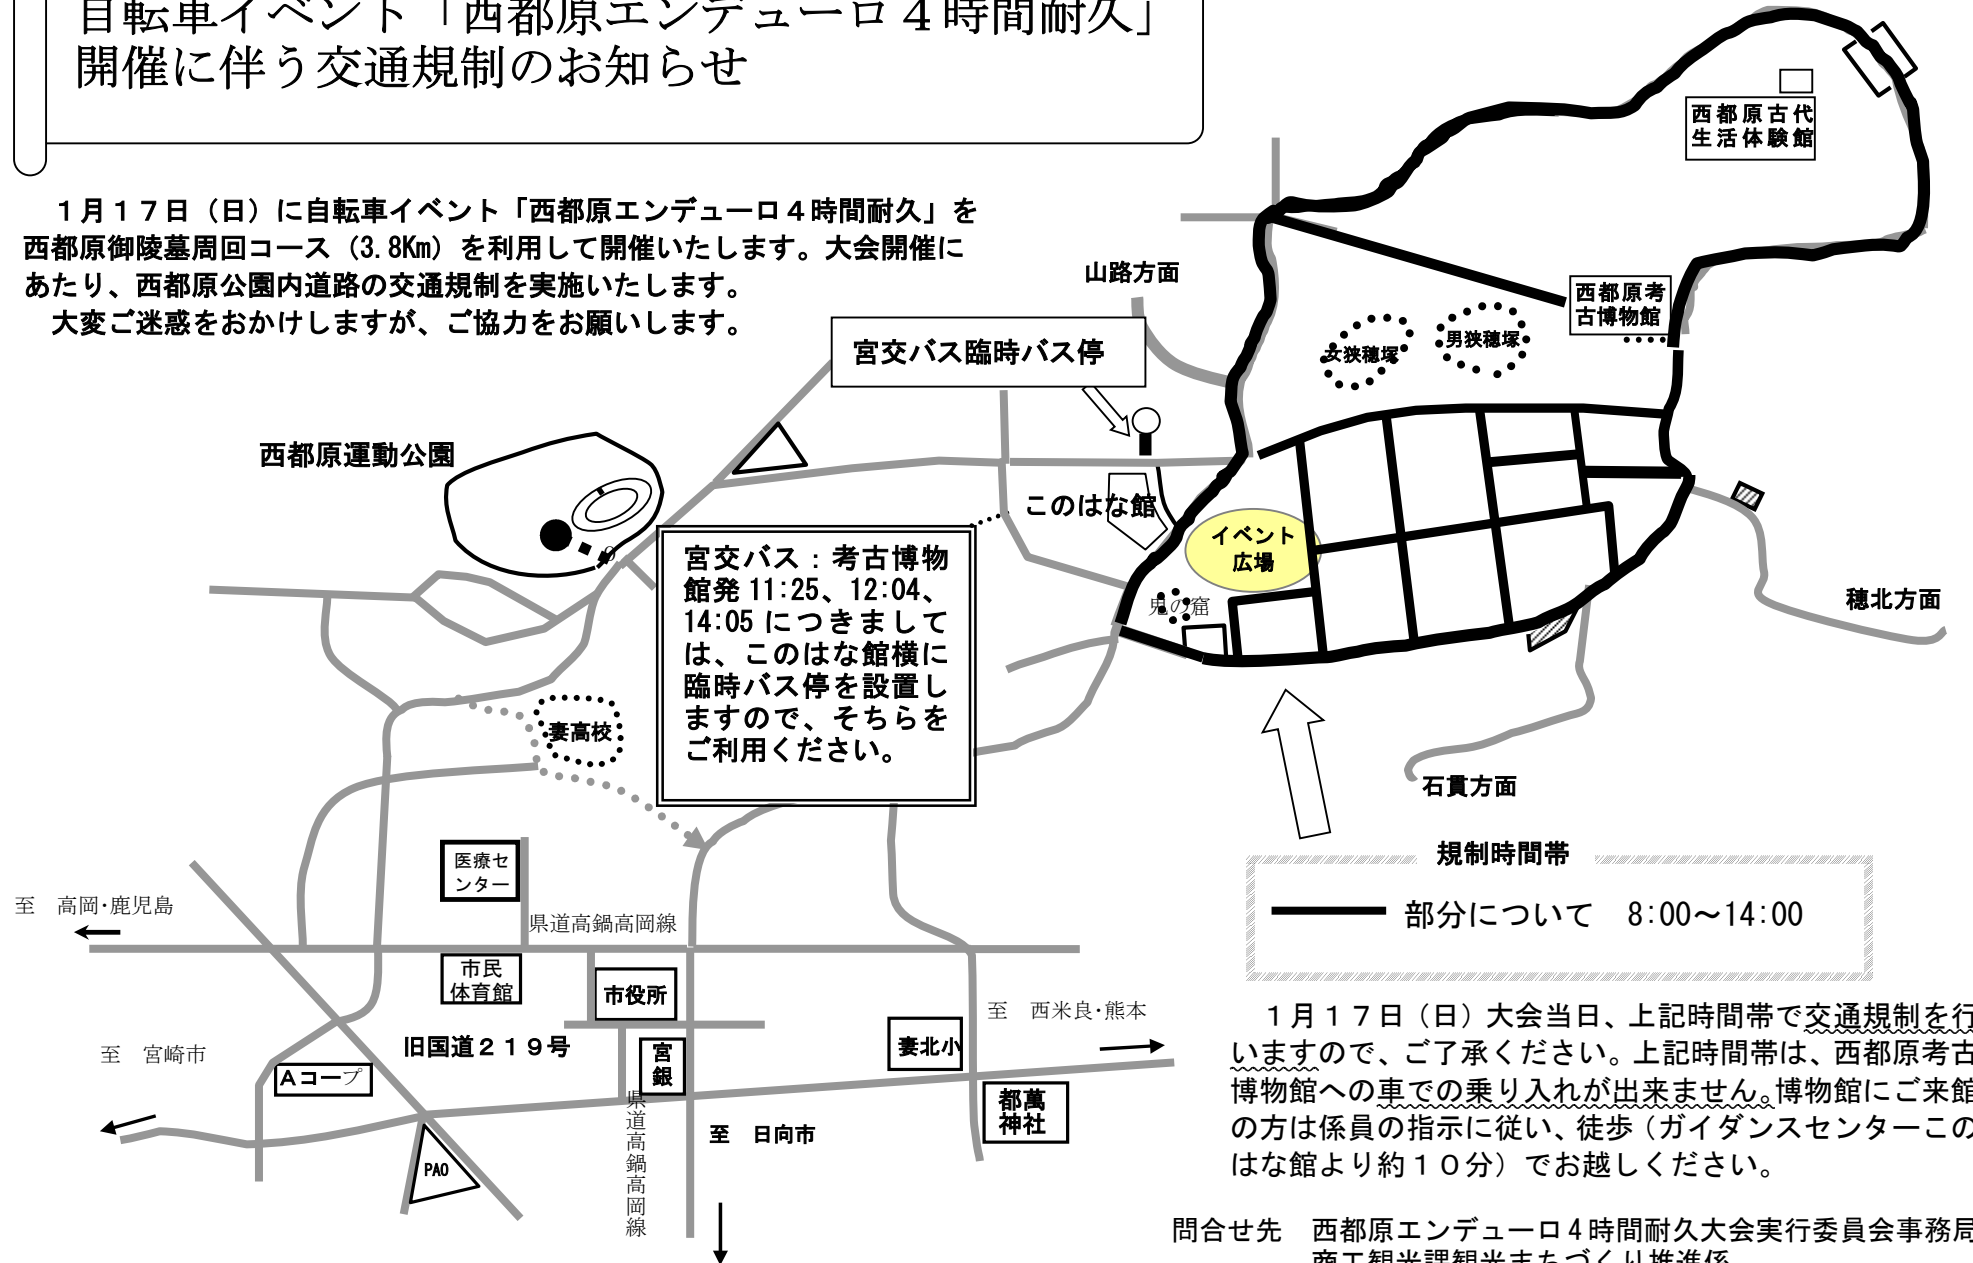 自転車イベント「西都原エンデューロ４時間耐久」
開催に伴う交通規制のお知らせ
１月１７日（日）に自転車イベント「西都原エンデューロ４時間耐久」を
西都原御陵墓周回コース（3.8Km）を利用して開催いたします。大会開催に
あたり、西都原公園内道路の交通規制を実施いたします。
大変ご迷惑をおかけしますが、ご協力をお願いします。
西都原古代
生活体験館
山路方面
西都原考
古博物館
宮交バス臨時バス停
女狭穂塚
男狭穂塚
西都原運動公園
このはな館
イベント
広場
鬼の窟
宮交バス：考古博物
館発 11:25、12:04、
14:05 につきまして
は、このはな館横に
臨時バス停を設置し
ますので、そちらを
ご利用ください。
穂北方面
妻高校
石貫方面
規制時間帯
部分について　8:00～14:00
医療セ
ンター
至　高岡・鹿児島
県道高鍋高岡線
市民
体育館
市役所
至　西米良・熊本
旧国道２１９号
宮
銀
妻北小
至　宮崎市
Ａコープ
都萬
神社
県道高鍋高岡線
至　日向市
PAO
１月１７日（日）大会当日、上記時間帯で交通規制を行
いますので、ご了承ください。上記時間帯は、西都原考古
博物館への車での乗り入れが出来ません。博物館にご来館
の方は係員の指示に従い、徒歩（ガイダンスセンターこの
はな館より約１０分）でお越しください。
問合せ先　西都原エンデューロ４時間耐久大会実行委員会事務局
商工観光課観光まちづくり推進係